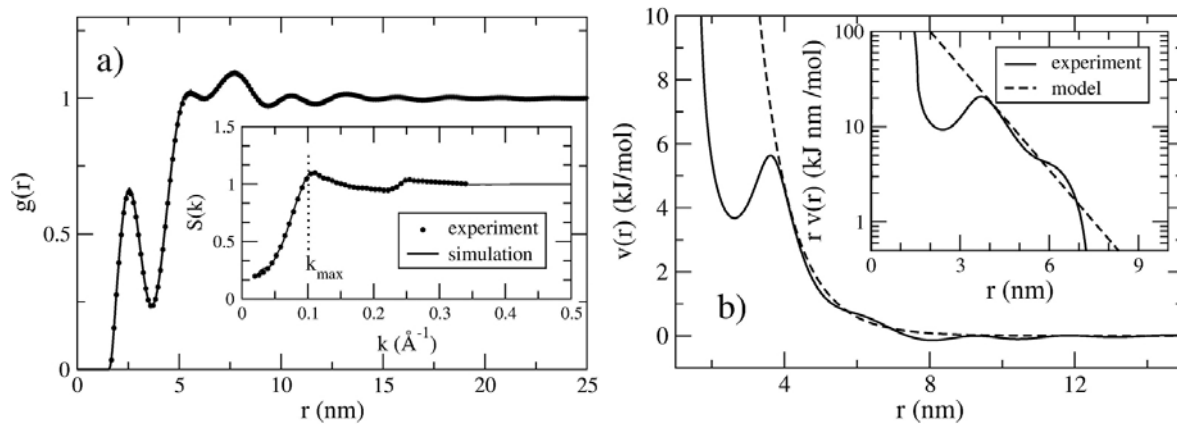 a)
g(r)
1
0.5
0
0 5 10 15 20 25
r (nm)
S(k)
1.5
1
0.5
0
0 0.1 0.2 0.3 0.4 0.5
k (Å⁻¹)
k_max
experiment
simulation
b)
v(r) (kJ/mol)
10
8
6
4
2
0
4 8 12
r (nm)
r v(r) (kJ nm /mol)
100
10
1
0 3 6 9
r (nm)
experiment
model